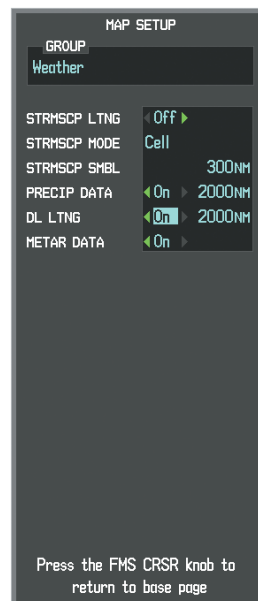 MAP SETUP
GROUP
Weather
STRMSCP LTNG Off
STRMSCP MODE Cell
STRMSCP SMBL 300NM
PRECIP DATA On 2000NM
DL LTNG On 2000NM
METAR DATA On
Press the FMS CRSR knob to
return to base page